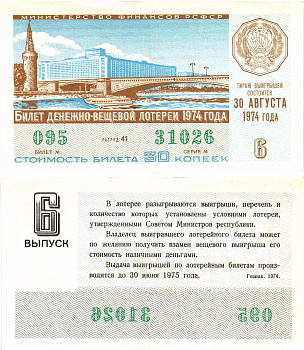 МИНИСТЕРСТВО ФИНАНСОВ РСФСР
ТИРАЖ ВЫИГРЫШЕЙ
СОСТОИТСЯ
30 АВГУСТА
1974 ГОДА
БИЛЕТ ДЕНЕЖНО-ВЕЩЕВОЙ ЛОТЕРЕИ 1974 ГОДА
095 РАЗРЯД 41 31026
БИЛЕТ № СЕРИЯ №
6
СТОИМОСТЬ БИЛЕТА 30 КОПЕЕК
6
ВЫПУСК
В лотерее разыгрываются выигрыши, перечень и
количество которых установлены условиями лотереи,
утвержденными Советом Министров республики.
Владелец выигравшего лотерейного билета может
по желанию получить взамен вещевого выигрыша его
стоимость наличными деньгами.
Выдача выигрышей по лотерейным билетам произ-
водится до 30 июня 1975 года.
Гознак. 1974.
31026 095